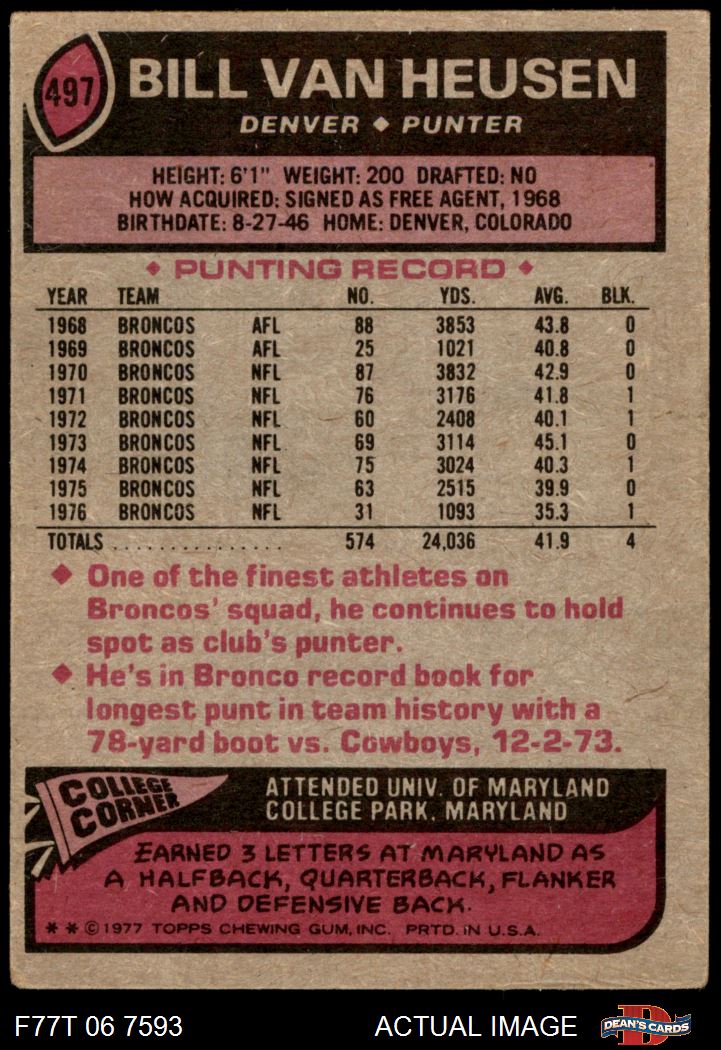 497
BILL VAN HEUSEN
DENVER ◆ PUNTER
HEIGHT: 6'1" WEIGHT: 200 DRAFTED: NO
HOW ACQUIRED: SIGNED AS FREE AGENT, 1968
BIRTHDATE: 8-27-46 HOME: DENVER, COLORADO
◆ PUNTING RECORD ◆
YEAR TEAM NO. YDS. AVG. BLK.
1968 BRONCOS AFL 88 3853 43.8 0
1969 BRONCOS AFL 25 1021 40.8 0
1970 BRONCOS NFL 87 3832 42.9 0
1971 BRONCOS NFL 76 3176 41.8 1
1972 BRONCOS NFL 60 2408 40.1 1
1973 BRONCOS NFL 69 3114 45.1 0
1974 BRONCOS NFL 75 3024 40.3 1
1975 BRONCOS NFL 63 2515 39.9 0
1976 BRONCOS NFL 31 1093 35.3 1
TOTALS ................ 574 24,036 41.9 4
◆ One of the finest athletes on
Broncos' squad, he continues to hold
spot as club's punter.
◆ He's in Bronco record book for
longest punt in team history with a
78-yard boot vs. Cowboys, 12-2-73.
COLLEGE
CORNER
ATTENDED UNIV. OF MARYLAND
COLLEGE PARK, MARYLAND
EARNED 3 LETTERS AT MARYLAND AS
A HALFBACK, QUARTERBACK, FLANKER
AND DEFENSIVE BACK.
* * © 1977 TOPPS CHEWING GUM, INC. PRTD. IN U.S.A.
F77T 06 7593 ACTUAL IMAGE
D
DEAN'S CARDS